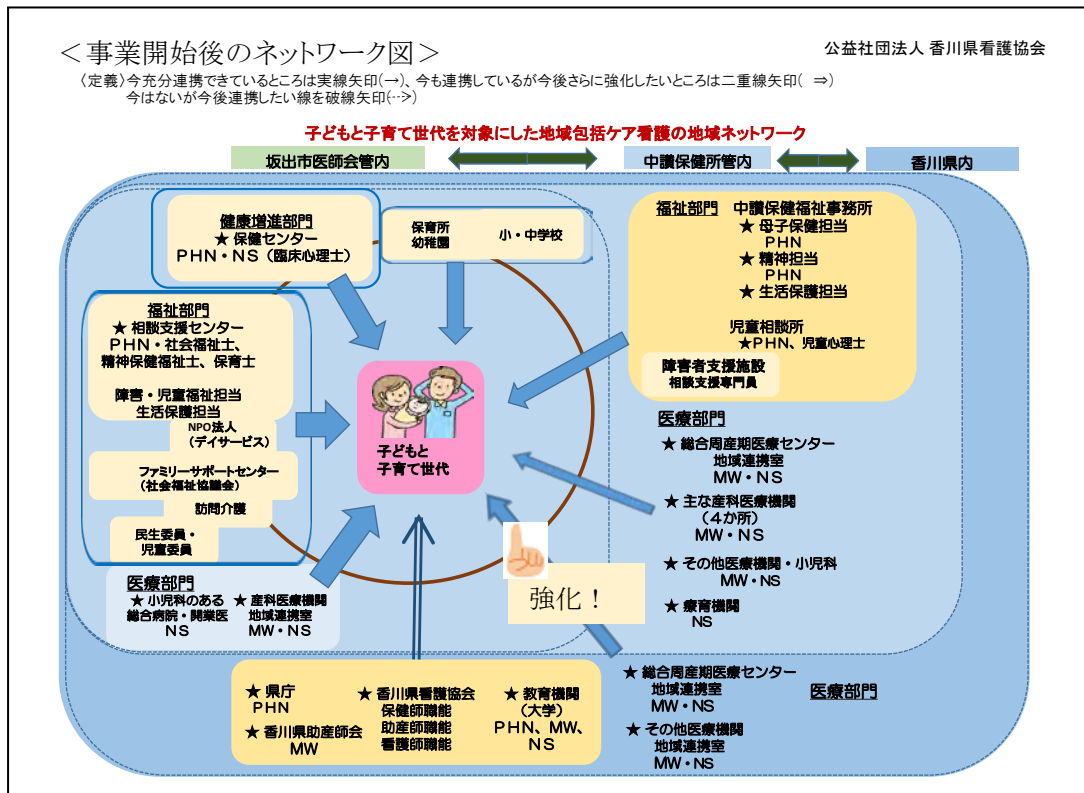 ＜事業開始後のネットワーク図＞
公益社団法人 香川県看護協会
〈定義〉今充分連携できているところは実線矢印(→)、今も連携しているが今後さらに強化したいところは二重線矢印( ⇒)
今はないが今後連携したい線を破線矢印(-->)
子どもと子育て世代を対象にした地域包括ケア看護の地域ネットワーク
坂出市医師会管内
中讃保健所管内
香川県内
健康増進部門
★ 保健センター
ＰＨＮ・ＮＳ（臨床心理士）
保育所
幼稚園
小・中学校
福祉部門
★ 相談支援センター
ＰＨＮ・社会福祉士、
精神保健福祉士、保育士
障害・児童福祉担当
生活保護担当
NPO法人
（デイサービス）
ファミリーサポートセンター
（社会福祉協議会）
訪問介護
民生委員・
児童委員
医療部門
★ 小児科のある
総合病院・開業医
ＮＳ
★ 産科医療機関
地域連携室
ＭＷ・ＮＳ
子どもと
子育て世代
強化！
福祉部門　中讃保健福祉事務所
★ 母子保健担当
ＰＨＮ
★ 精神担当
ＰＨＮ
★ 生活保護担当
児童相談所
★ＰＨＮ、児童心理士
障害者支援施設
相談支援専門員
医療部門
★ 総合周産期医療センター
地域連携室
ＭＷ・ＮＳ
★ 主な産科医療機関
（４か所）
ＭＷ・ＮＳ
★ その他医療機関・小児科
ＭＷ・ＮＳ
★ 療育機関
ＮＳ
★ 県庁
ＰＨＮ
★ 香川県助産師会
ＭＷ
★ 香川県看護協会
保健師職能
助産師職能
看護師職能
★ 教育機関
（大学）
ＰＨＮ、ＭＷ、
ＮＳ
★ 総合周産期医療センター
地域連携室
ＭＷ・ＮＳ
医療部門
★ その他医療機関
地域連携室
ＭＷ・ＮＳ